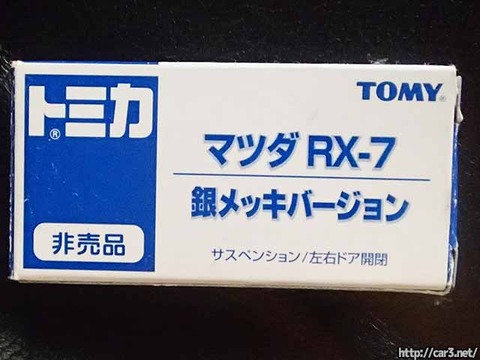 トミカ®
TOMY®
マツダ RX-7
銀メッキバージョン
非売品
サスペンション/左右ドア開閉
http://car3.net/